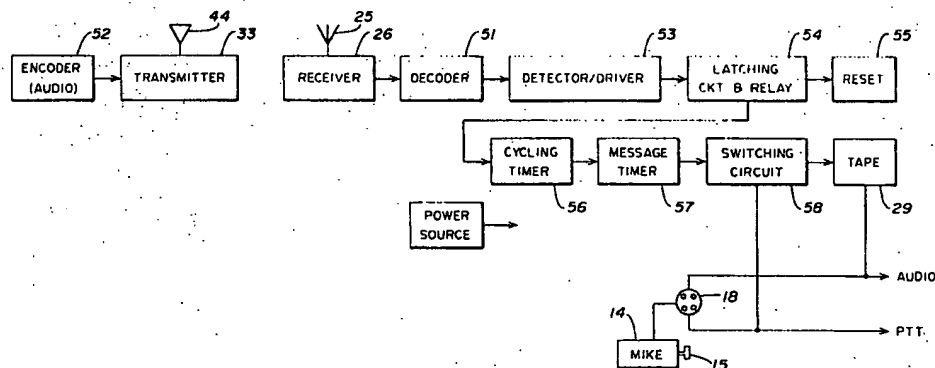 44
25
52
33
26
51
53
54
55
ENCODER
(AUDIO)
TRANSMITTER
RECEIVER
DECODER
DETECTOR/DRIVER
LATCHING
CKT B RELAY
RESET
CYCLING
TIMER
MESSAGE
TIMER
SWITCHING
CIRCUIT
TAPE
56
57
58
29
POWER
SOURCE
AUDIO
18
14
PTT
MIKE
15